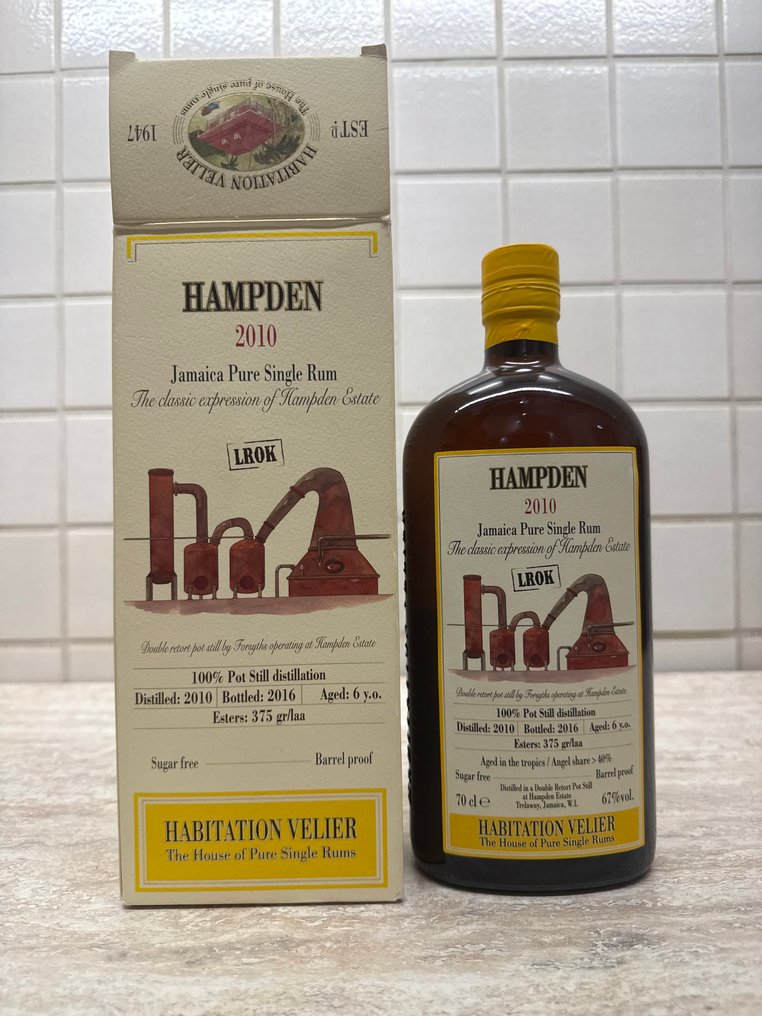 The House of pure single rums
1947
EST.D
HABITATION VELIER
HAMPDEN
2010
Jamaica Pure Single Rum
The classic expression of Hampden Estate
LROK
Double retort pot still by Forsyths operating at Hampden Estate
100% Pot Still distillation
Distilled: 2010 Bottled: 2016 Aged: 6 y.o.
Esters: 375 gr/laa
Sugar free Barrel proof
HABITATION VELIER
The House of Pure Single Rums
HAMPDEN
2010
Jamaica Pure Single Rum
The classic expression of Hampden Estate
LROK
Double retort pot still by Forsyths operating at Hampden Estate
100% Pot Still distillation
Distilled: 2010 Bottled: 2016 Aged: 6 y.o.
Esters: 375 gr/laa
Aged in the tropics / Angel share > 40%
Sugar free Barrel proof
Distilled in a Double Retort Pot Still
at Hampden Estate
Trelawny, Jamaica, W.I.
70 cl ℮ 67%vol.
HABITATION VELIER
The House of Pure Single Rums